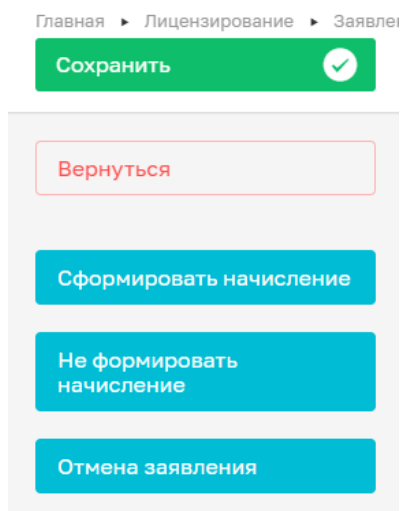 Главная ▸ Лицензирование ▸
Сохранить
Вернуться
Сформировать начисление
Не формировать
начисление
Отмена заявления